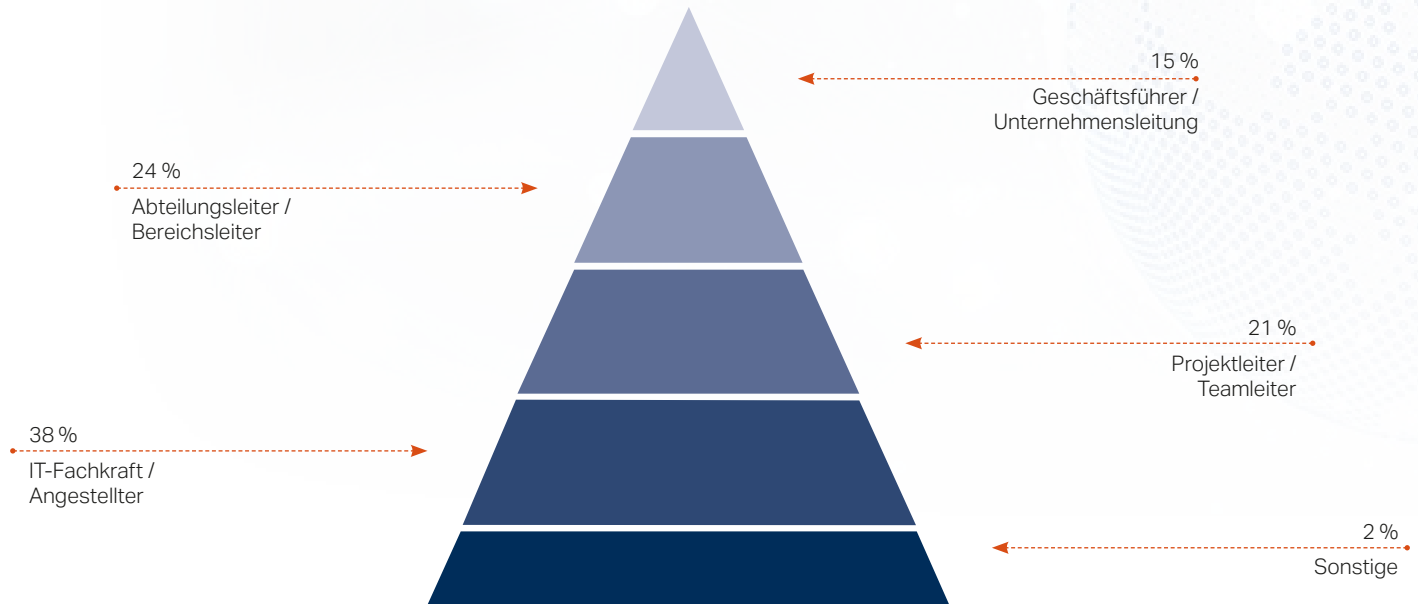 15 %
Geschäftsführer /
Unternehmensleitung
24 %
Abteilungsleiter /
Bereichsleiter
21 %
Projektleiter /
Teamleiter
38 %
IT-Fachkraft /
Angestellter
2 %
Sonstige